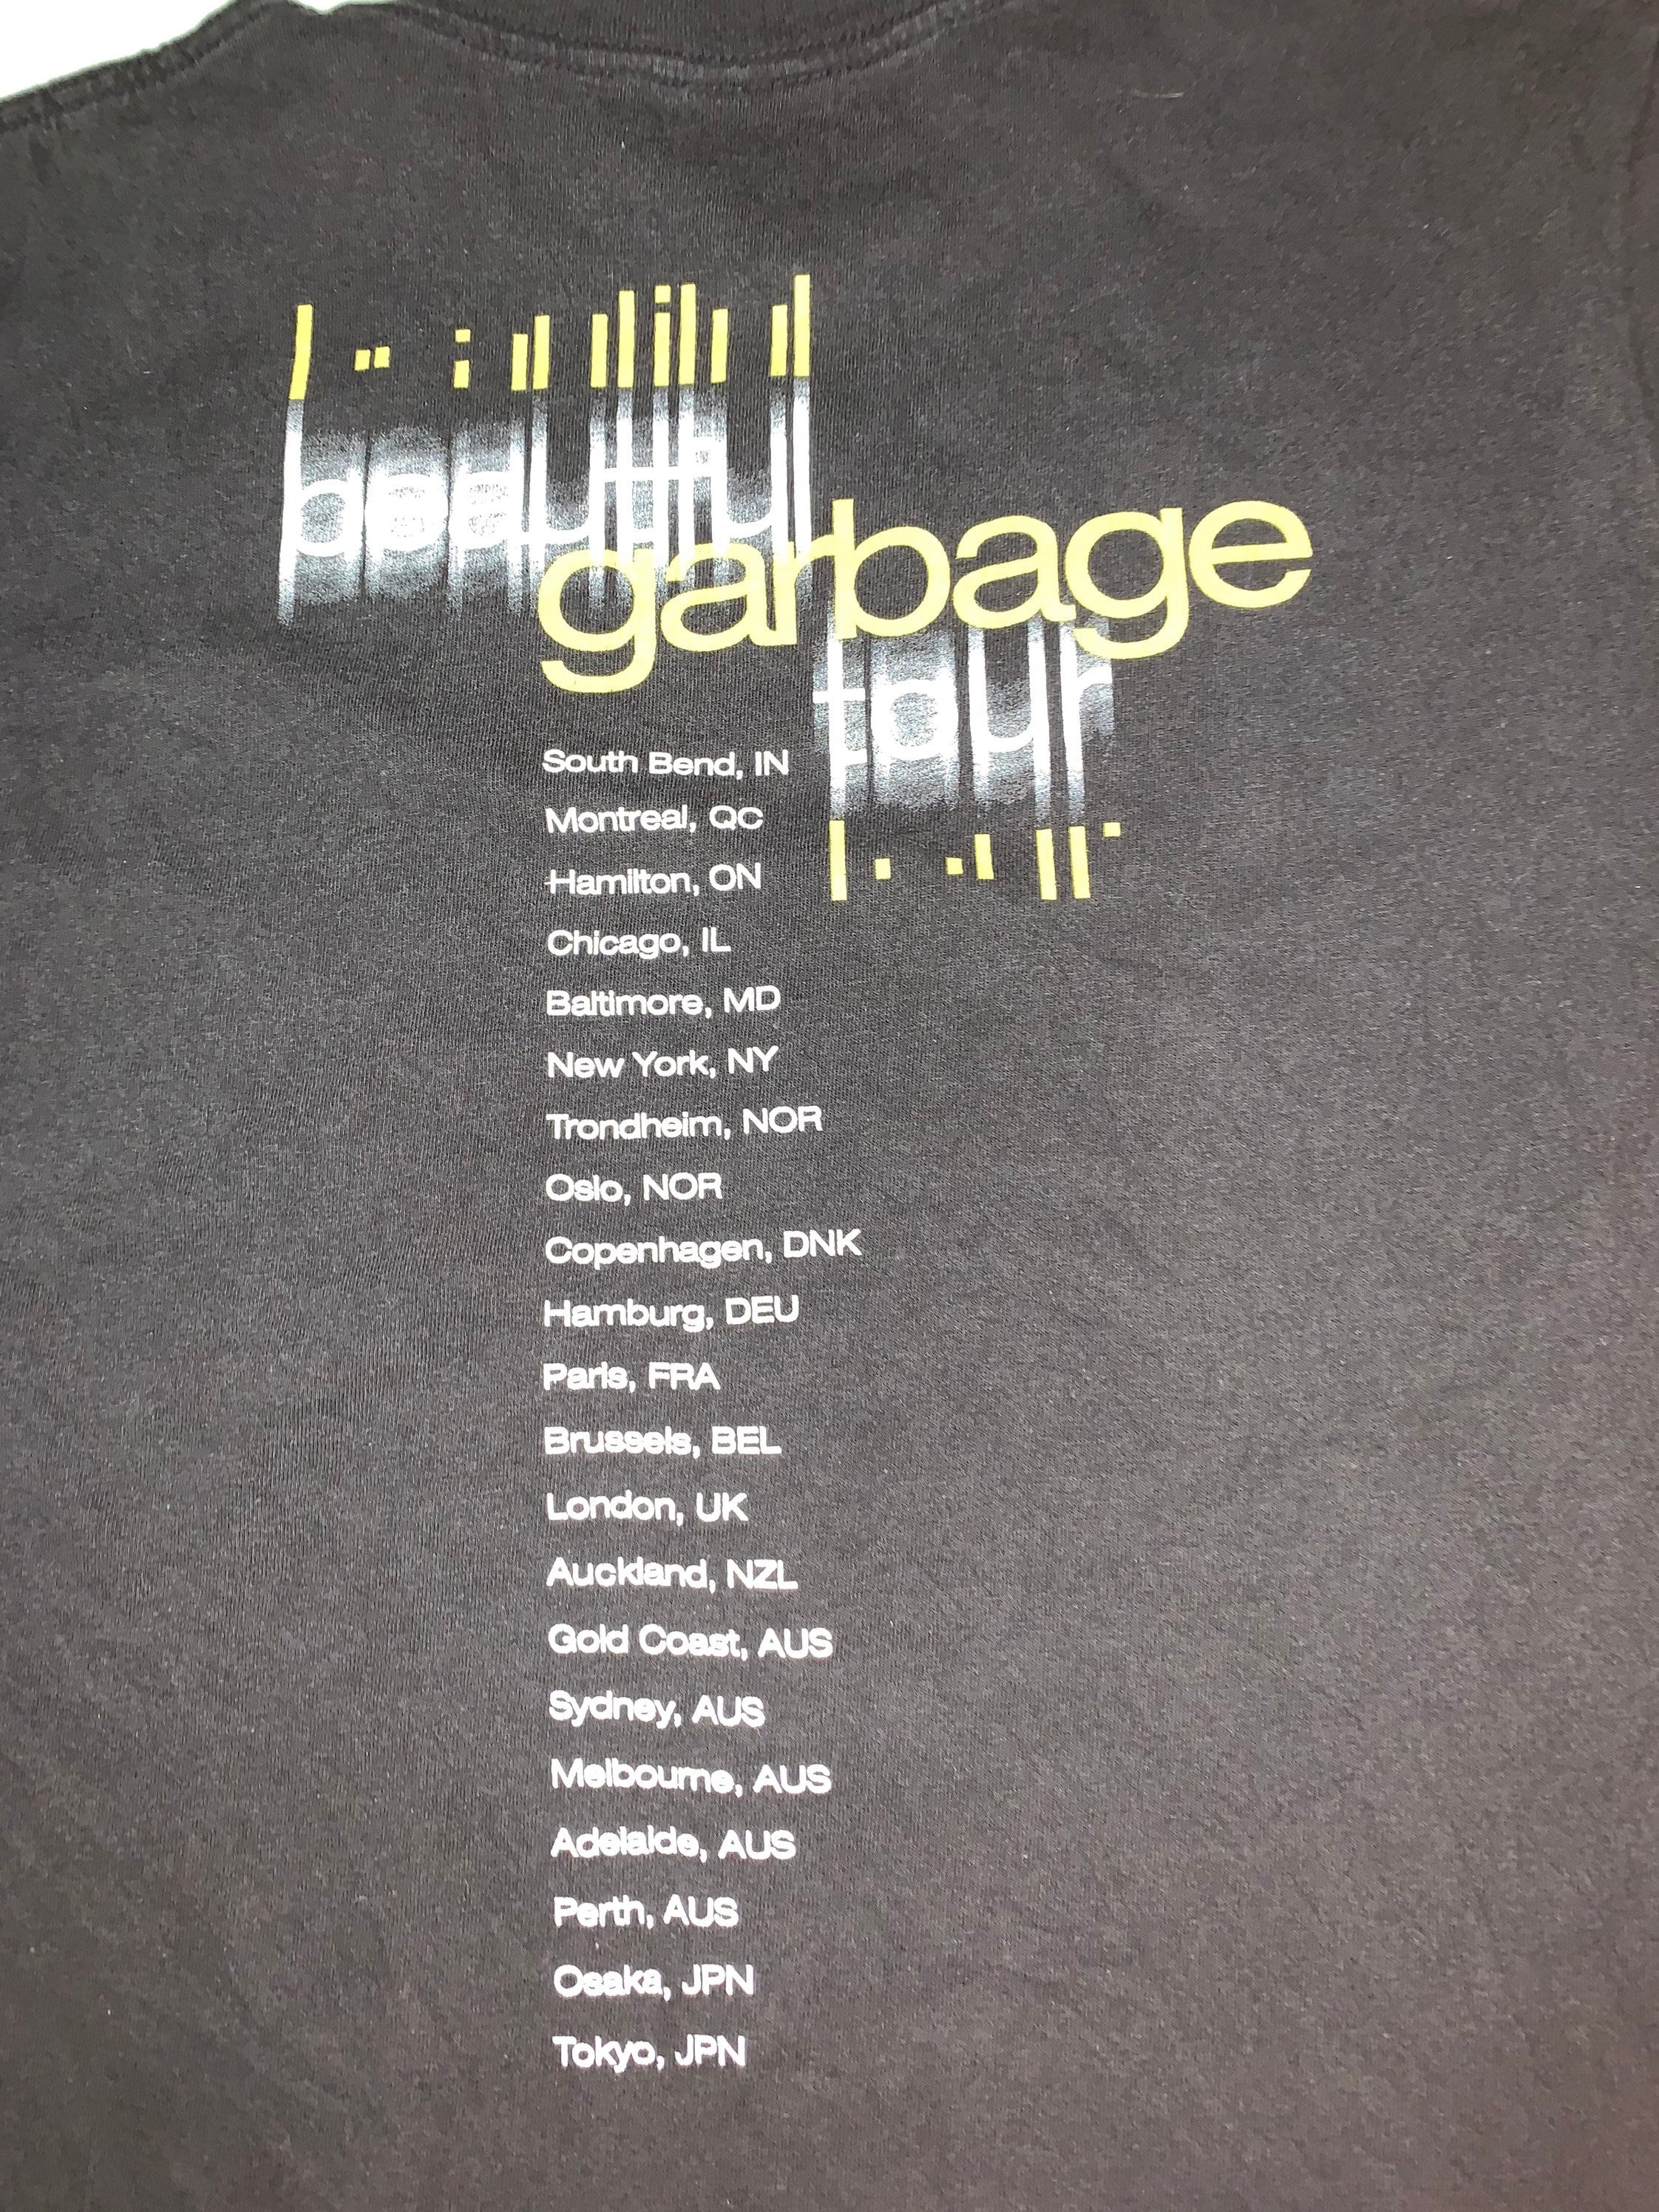 beautiful
garbage
tour
South Bend, IN
Montreal, QC
Hamilton, ON
Chicago, IL
Baltimore, MD
New York, NY
Trondheim, NOR
Oslo, NOR
Copenhagen, DNK
Hamburg, DEU
Paris, FRA
Brussels, BEL
London, UK
Auckland, NZL
Gold Coast, AUS
Sydney, AUS
Melbourne, AUS
Adelaide, AUS
Perth, AUS
Osaka, JPN
Tokyo, JPN